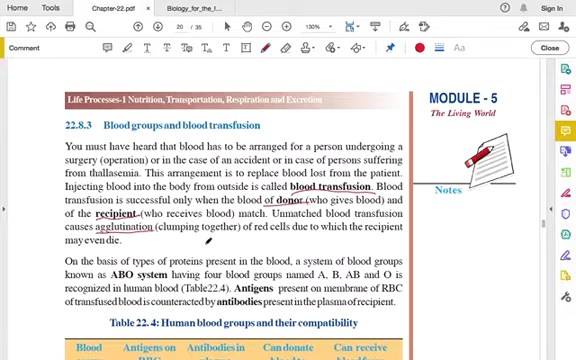 Home
Tools
Chapter-22.pdf
Biology_for_the_I...
Sign In
20 / 35
130%
Comment
Close
Life Processes-1 Nutrition, Transportation, Respiration and Excretion
MODULE - 5
The Living World
22.8.3 Blood groups and blood transfusion
You must have heard that blood has to be arranged for a person undergoing a
surgery (operation) or in the case of an accident or in case of persons suffering
from thallasemia. This arrangement is to replace blood lost from the patient.
Injecting blood into the body from outside is called blood transfusion. Blood
transfusion is successful only when the blood of donor (who gives blood) and
of the recipient (who receives blood) match. Unmatched blood transfusion
causes agglutination (clumping together) of red cells due to which the recipient
may even die.
Notes
On the basis of types of proteins present in the blood, a system of blood groups
known as ABO system having four blood groups named A, B, AB and O is
recognized in human blood (Table22.4). Antigens present on membrane of RBC
of transfused blood is counteracted by antibodies present in the plasma of recipient.
Table 22.4: Human blood groups and their compatibility
Blood Antigens on Antibodies in Can donate Can receive